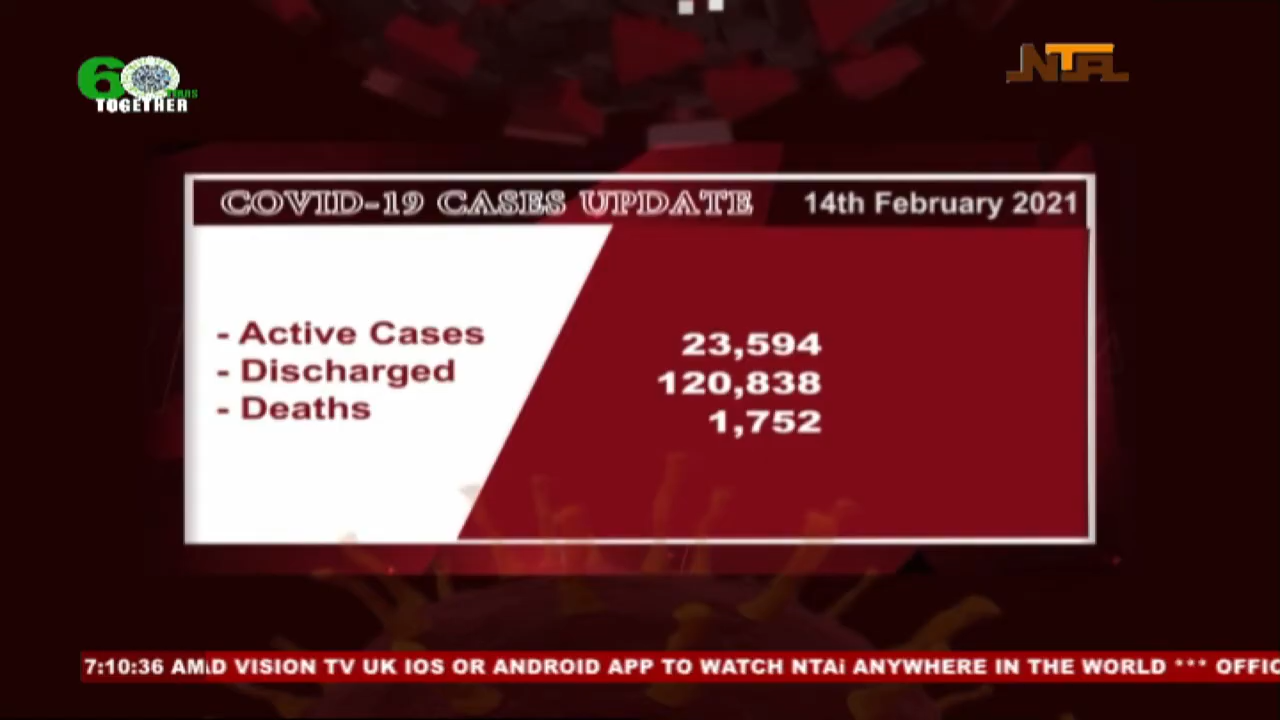 60
YEARS
TOGETHER
NTA
COVID-19 CASES UPDATE 14th February 2021
- Active Cases 23,594
- Discharged 120,838
- Deaths 1,752
7:10:36 AM D VISION TV UK IOS OR ANDROID APP TO WATCH NTAi ANYWHERE IN THE WORLD *** OFFIC